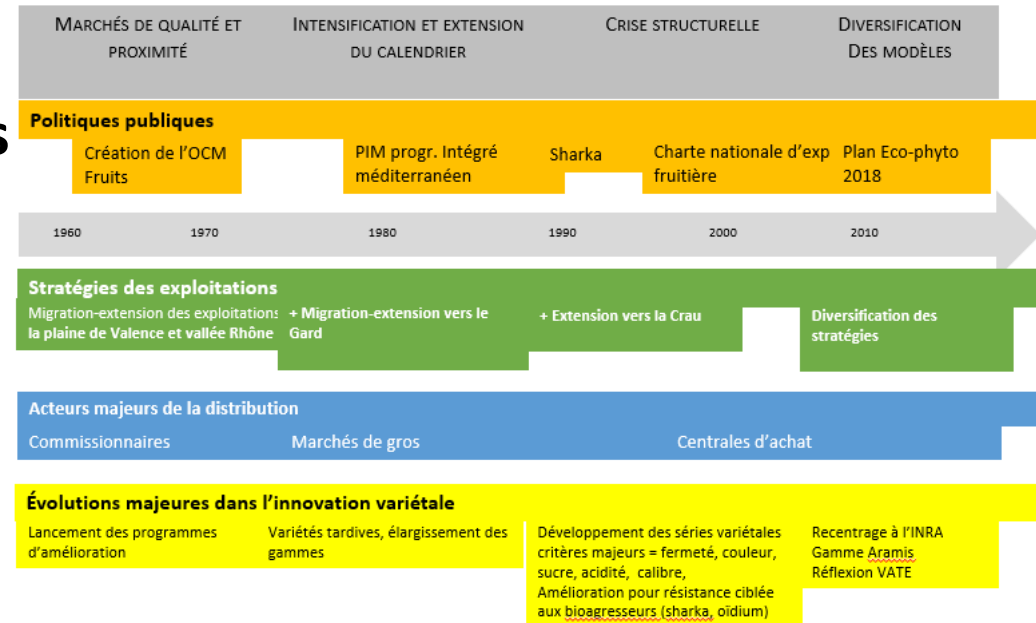 MARCHÉS DE QUALITÉ ET
PROXIMITÉ
INTENSIFICATION ET EXTENSION
DU CALENDRIER
CRISE STRUCTURELLE
DIVERSIFICATION
DES MODÈLES
s
Politiques publiques
Création de l'OCM
Fruits
PIM progr. Intégré
méditerranéen
Sharka
Charte nationale d'exp
fruitière
Plan Eco-phyto
2018
1960 1970 1980 1990 2000 2010
Stratégies des exploitations
Migration-extension des exploitations
la plaine de Valence et vallée Rhône
+ Migration-extension vers le
Gard
+ Extension vers la Crau
Diversification des
stratégies
Acteurs majeurs de la distribution
Commissionnaires Marchés de gros Centrales d'achat
Évolutions majeures dans l'innovation variétale
Lancement des programmes
d'amélioration
Variétés tardives, élargissement des
gammes
Développement des séries variétales
critères majeurs = fermeté, couleur,
sucre, acidité, calibre,
Amélioration pour résistance ciblée
aux bioagresseurs (sharka, oïdium)
Recentrage à l'INRA
Gamme Aramis
Réflexion VATE